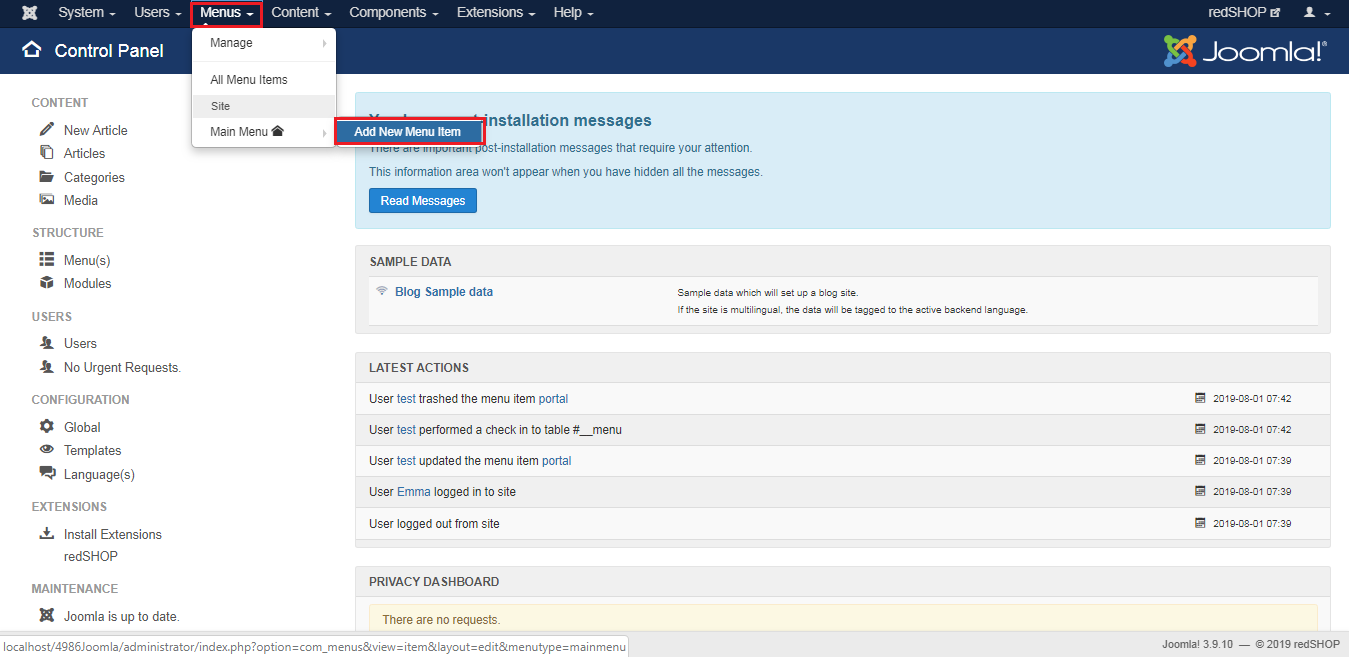 System Users Menus Content Components Extensions Help redSHOP
Control Panel Joomla!®
Manage
All Menu Items
Site
Main Menu
Add New Menu Item
CONTENT
New Article
Articles
Categories
Media
STRUCTURE
Menu(s)
Modules
USERS
Users
No Urgent Requests.
CONFIGURATION
Global
Templates
Language(s)
EXTENSIONS
Install Extensions
redSHOP
MAINTENANCE
Joomla is up to date.
installation messages
There are important post-installation messages that require your attention.
This information area won't appear when you have hidden all the messages.
Read Messages
SAMPLE DATA
Blog Sample data
Sample data which will set up a blog site.
If the site is multilingual, the data will be tagged to the active backend language.
LATEST ACTIONS
User test trashed the menu item portal 2019-08-01 07:42
User test performed a check in to table #__menu 2019-08-01 07:42
User test updated the menu item portal 2019-08-01 07:39
User Emma logged in to site 2019-08-01 07:39
User logged out from site 2019-08-01 07:39
PRIVACY DASHBOARD
There are no requests.
localhost/4986Joomla/administrator/index.php?option=com_menus&view=item&layout=edit&menutype=mainmenu
Joomla! 3.9.10 — © 2019 redSHOP